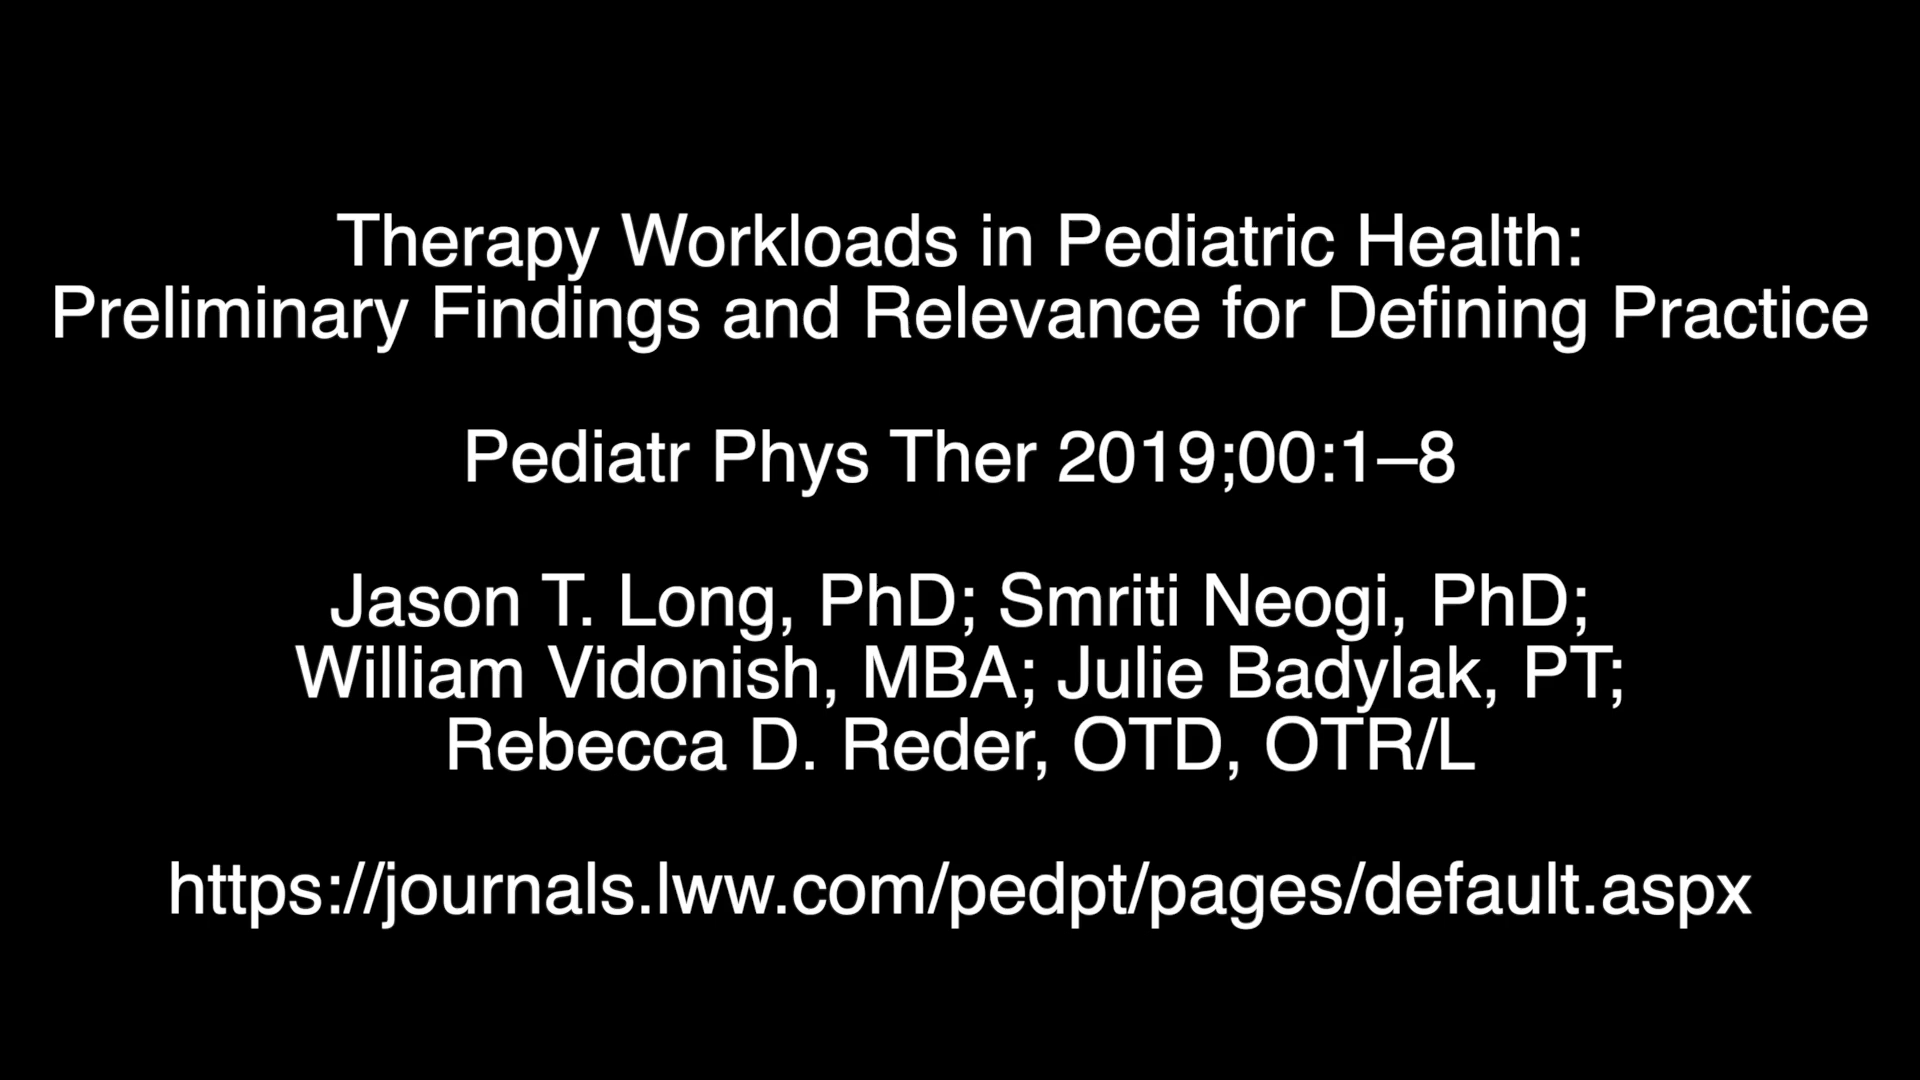 Therapy Workloads in Pediatric Health:
Preliminary Findings and Relevance for Defining Practice
Pediatr Phys Ther 2019;00:1–8
Jason T. Long, PhD; Smriti Neogi, PhD;
William Vidonish, MBA; Julie Badylak, PT;
Rebecca D. Reder, OTD, OTR/L
https://journals.lww.com/pedpt/pages/default.aspx